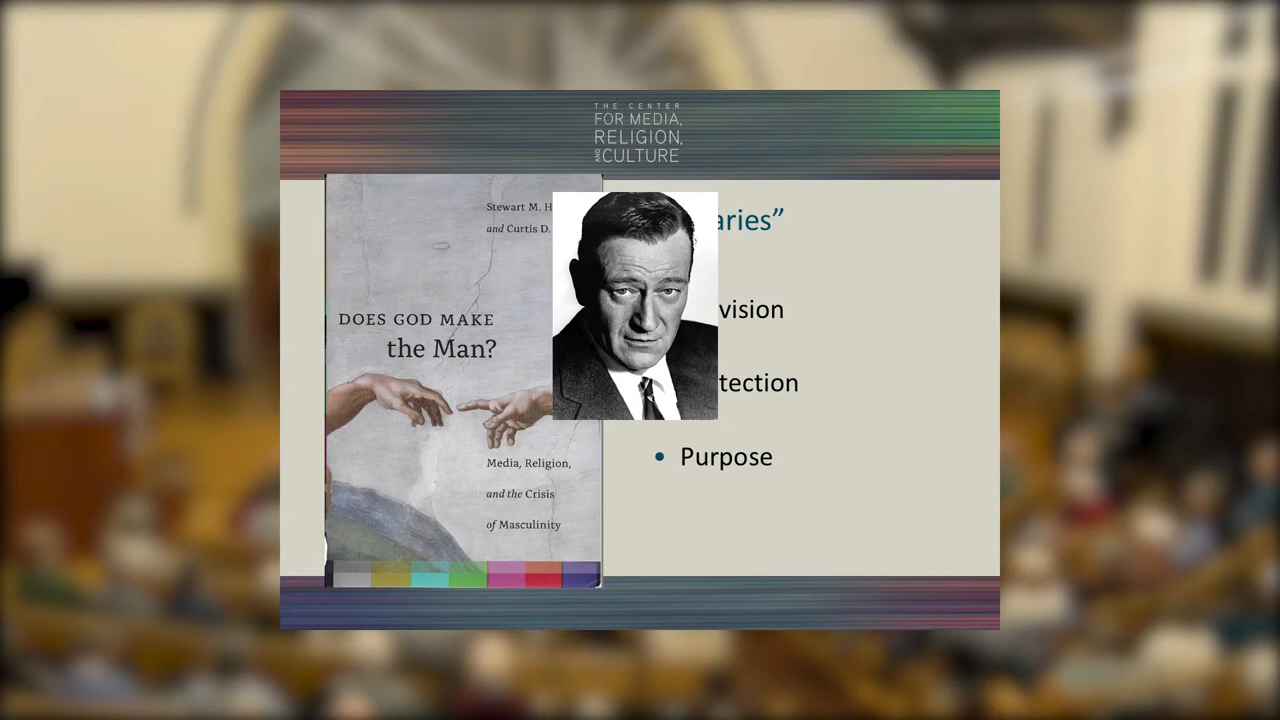 THE CENTER
FOR MEDIA,
RELIGION,
AND CULTURE
Stewart M. H
and Curtis D.
DOES GOD MAKE
the Man?
Media, Religion,
and the Crisis
of Masculinity
aries”
vision
tection
• Purpose